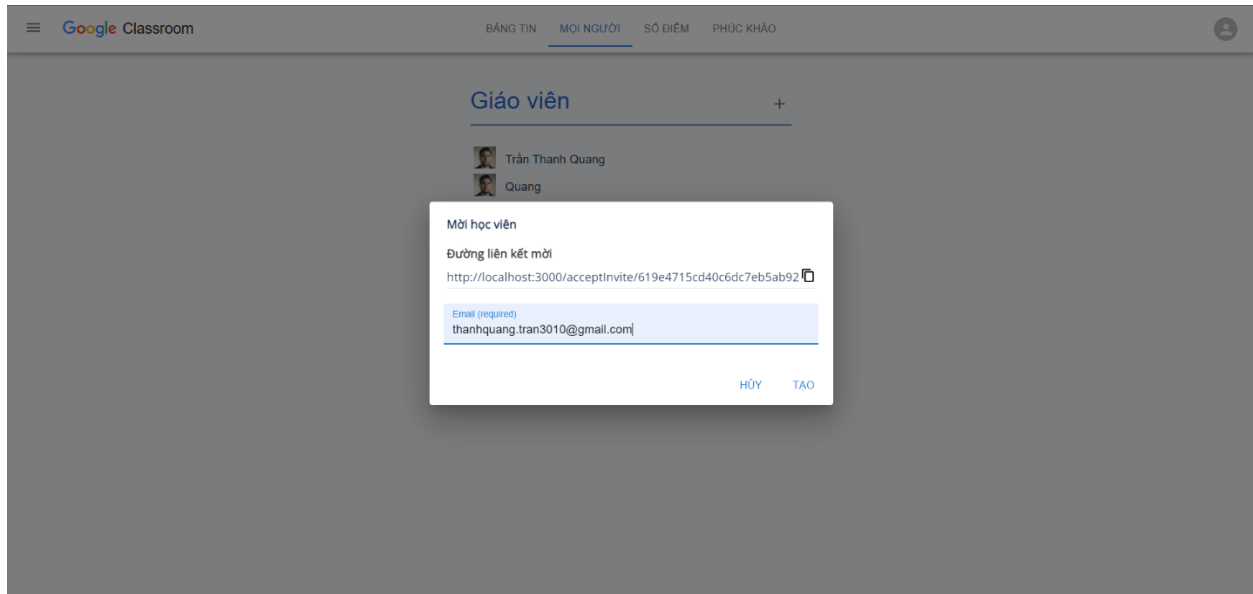 Google Classroom
BẢNG TIN MỌI NGƯỜI SỔ ĐIỂM PHÚC KHẢO
Giáo viên +
Trần Thanh Quang
Quang
Mời học viên
Đường liên kết mời
http://localhost:3000/acceptInvite/619e4715cd40c6dc7eb5ab92
Email (required)
thanhquang.tran3010@gmail.com
HỦY TẠO